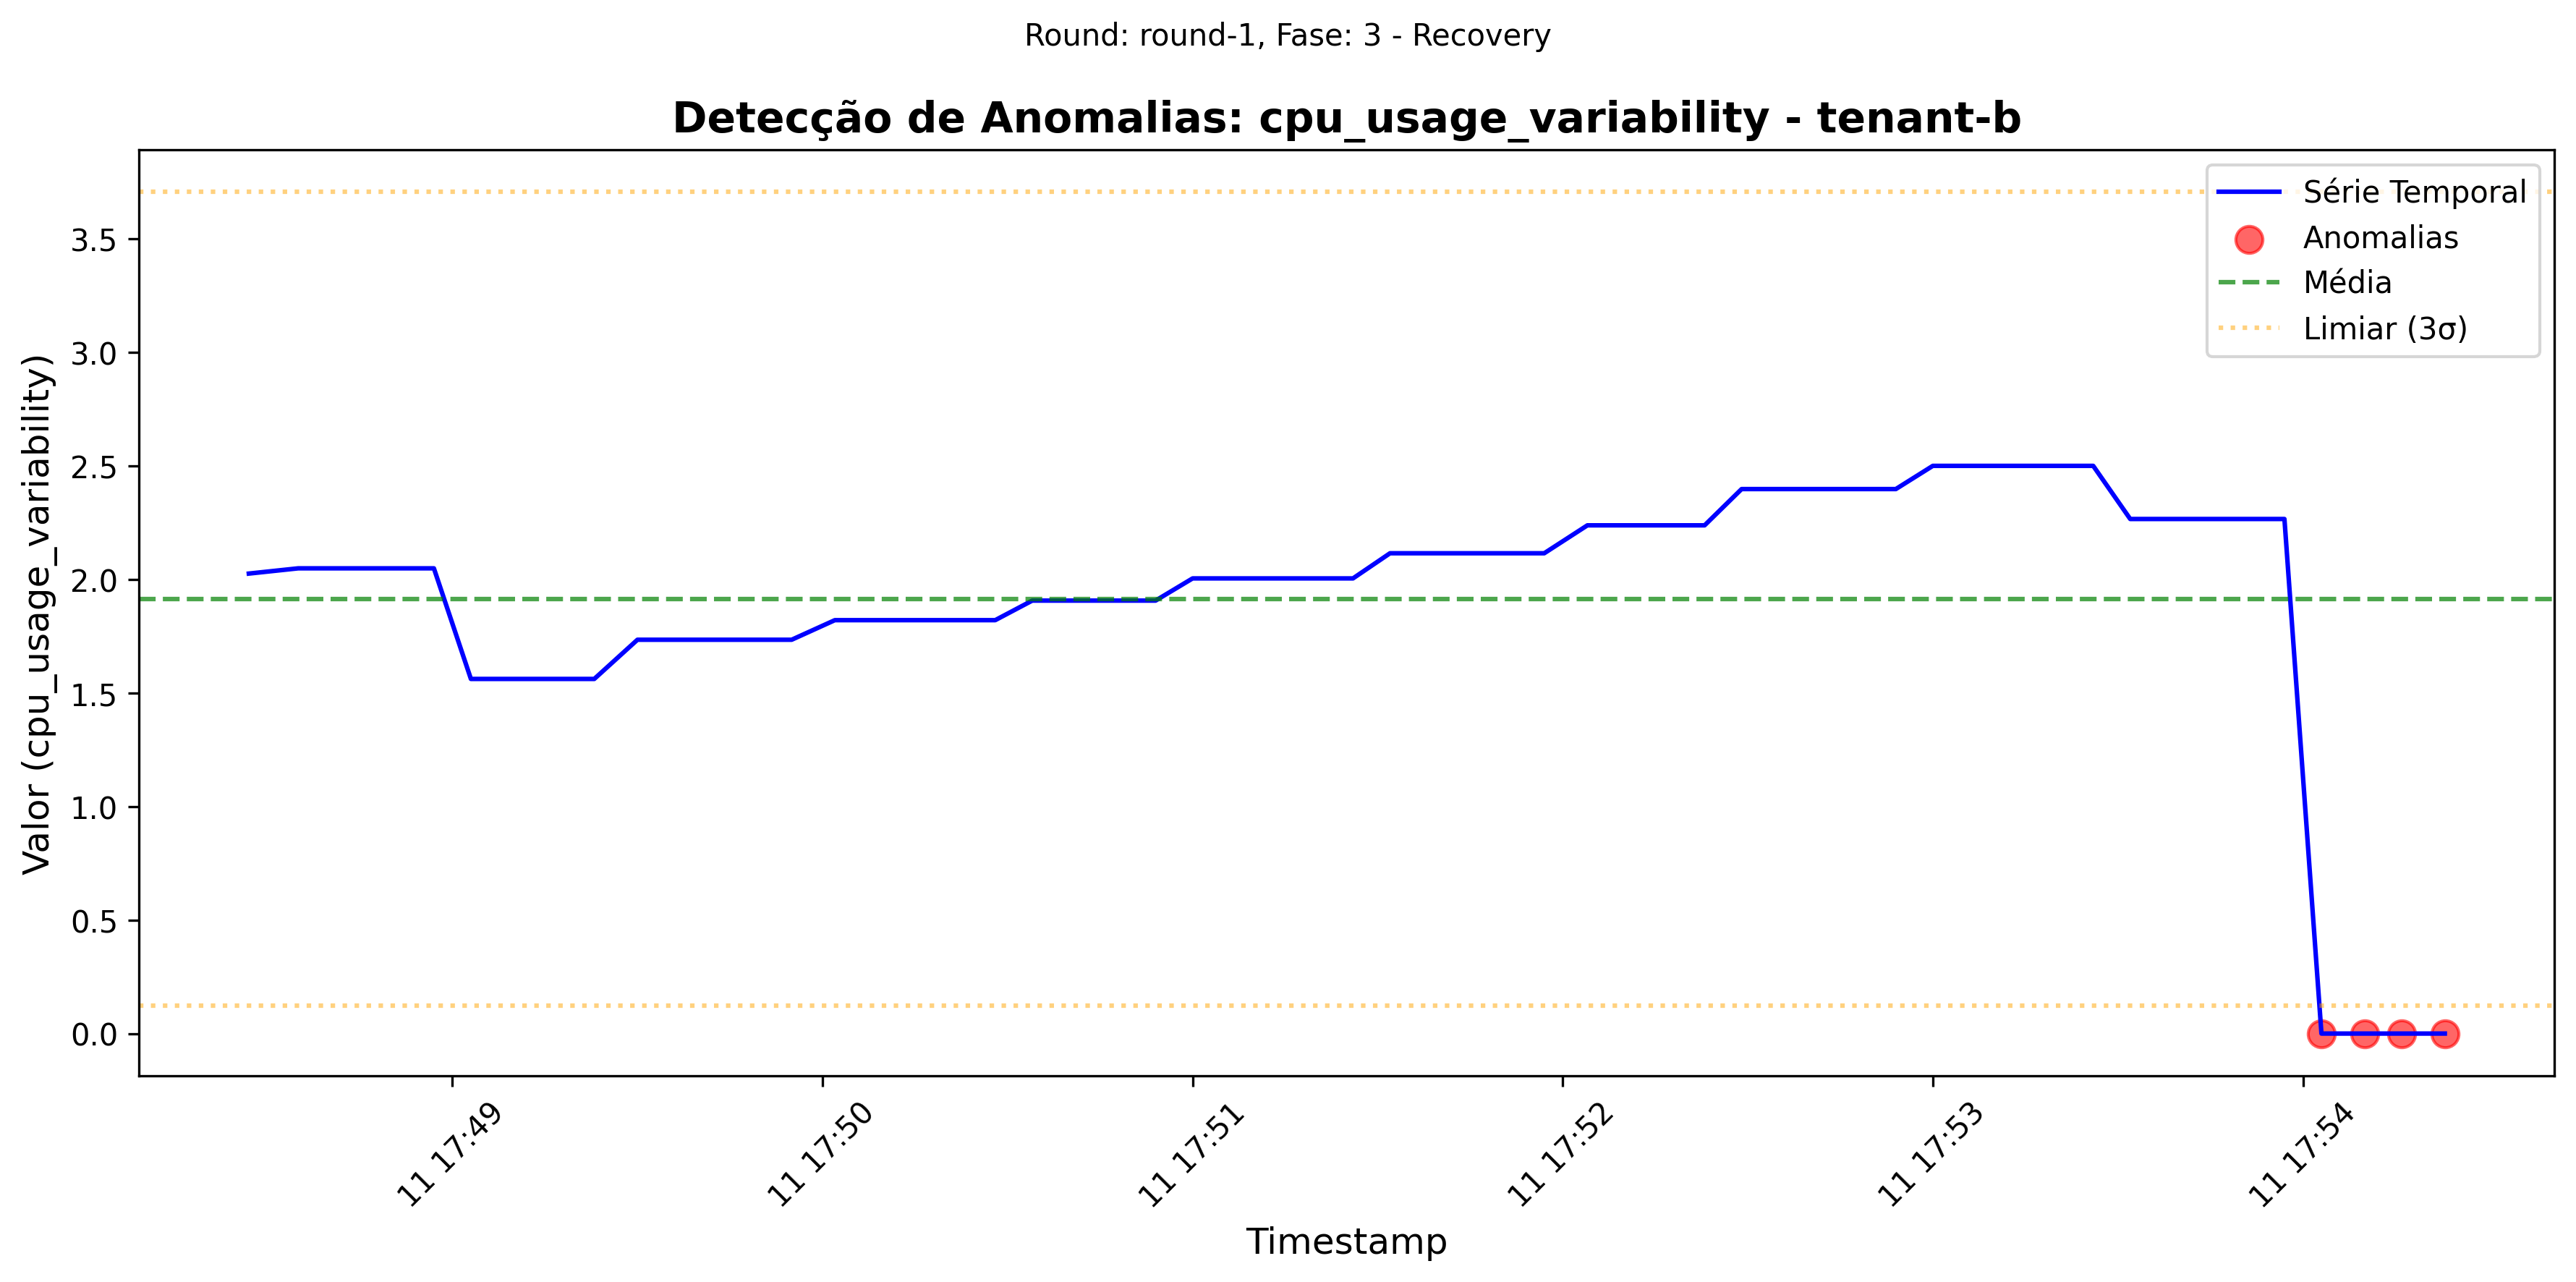 Round: round-1, Fase: 3 - Recovery
Detecção de Anomalias: cpu_usage_variability - tenant-b
Série Temporal
Anomalias
Média
Limiar (3σ)
Valor (cpu_usage_variability)
3.5
3.0
2.5
2.0
1.5
1.0
0.5
0.0
11 17:49
11 17:50
11 17:51
11 17:52
11 17:53
11 17:54
Timestamp